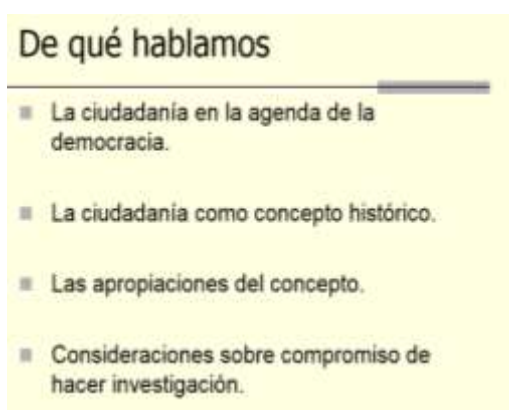 De qué hablamos
La ciudadanía en la agenda de la
democracia.
La ciudadanía como concepto histórico.
Las apropiaciones del concepto.
Consideraciones sobre compromiso de
hacer investigación.